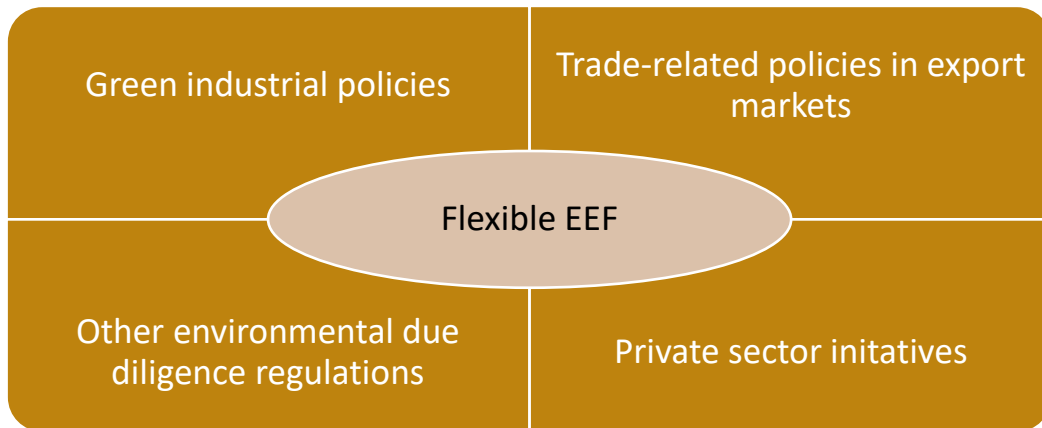 Green industrial policies
Trade-related policies in export
markets
Flexible EEF
Other environmental due
diligence regulations
Private sector initatives